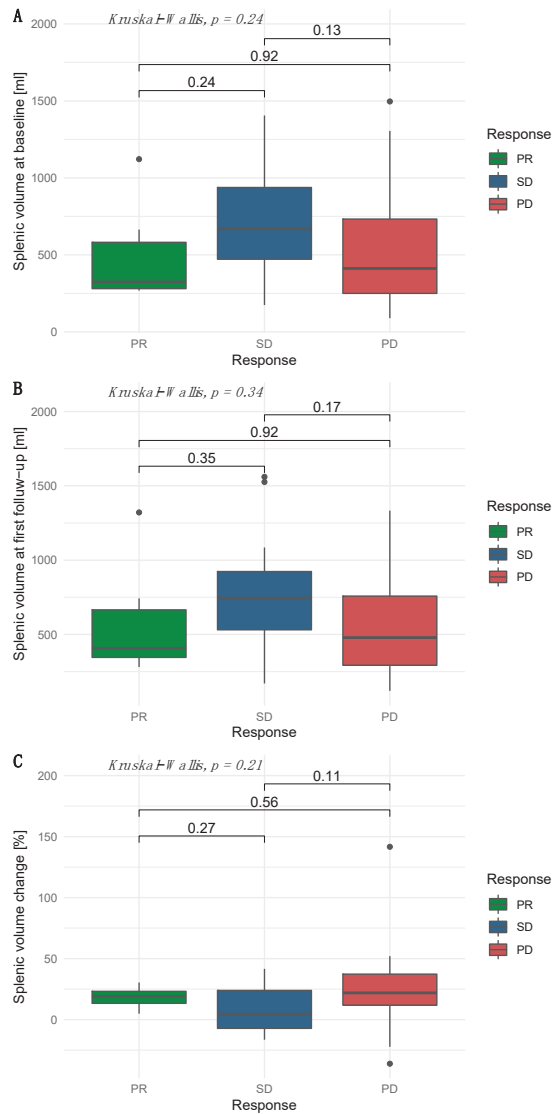 A
Kruskal-Wallis, p = 0.24
2000
1500
1000
500
0
Splenic volume at baseline [ml]
0.13
0.92
0.24
PR
SD
PD
Response
Response
PR
SD
PD
B
Kruskal-Wallis, p = 0.34
2000
1500
1000
500
Splenic volume at first folluw-up [ml]
0.17
0.92
0.35
PR
SD
PD
Response
Response
PR
SD
PD
C
Kruskal-Wallis, p = 0.21
200
150
100
50
0
Splenic volume change [%]
0.11
0.56
0.27
PR
SD
PD
Response
Response
PR
SD
PD